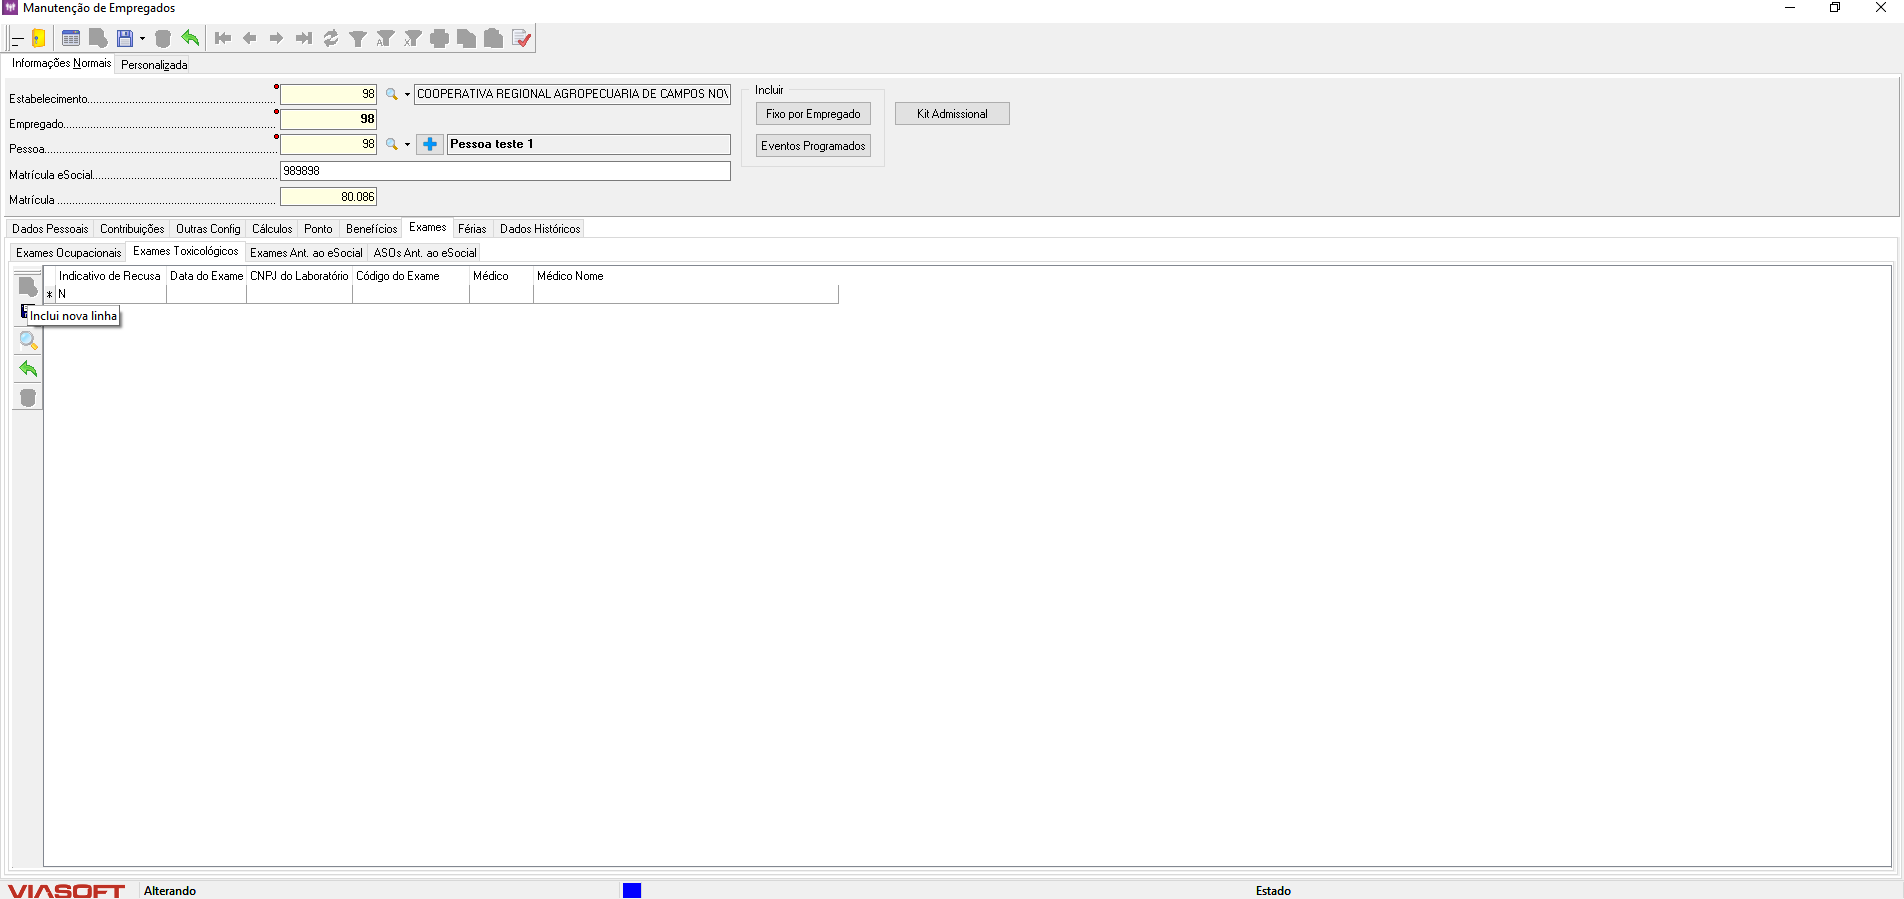 Manutenção de Empregados
Informações Normais Personalizada
Estabelecimento 98 COOPERATIVA REGIONAL AGROPECUARIA DE CAMPOS NOV
Empregado 98
Pessoa 98 Pessoa teste 1
Matrícula eSocial 989898
Matrícula 80.086
Incluir
Fixo por Empregado
Eventos Programados
Kit Admissional
Dados Pessoais Contribuições Outras Config Cálculos Ponto Benefícios Exames Férias Dados Históricos
Exames Ocupacionais Exames Toxicológicos Exames Ant. ao eSocial ASOs Ant. ao eSocial
Indicativo de Recusa Data do Exame CNPJ do Laboratório Código do Exame Médico Médico Nome
* N
Inclui nova linha
VIASOFT Alterando Estado